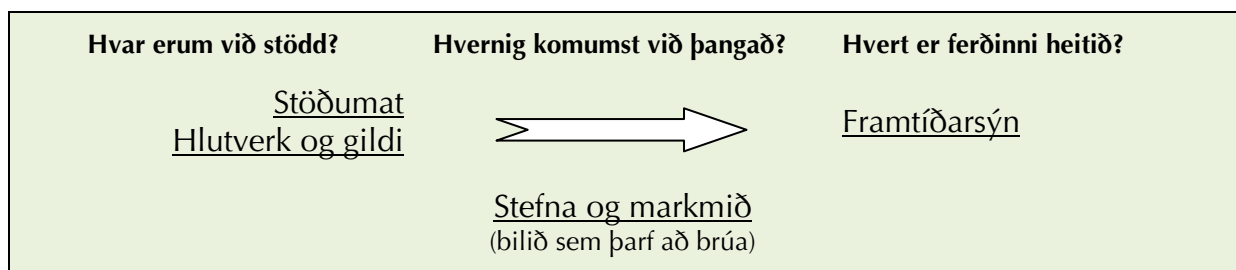 Hvar erum við stödd?
Hvernig komumst við þangað?
Hvert er ferðinni heitið?
Stöðumat
Hlutverk og gildi
Framtíðarsýn
Stefna og markmið
(bilið sem þarf að brúa)